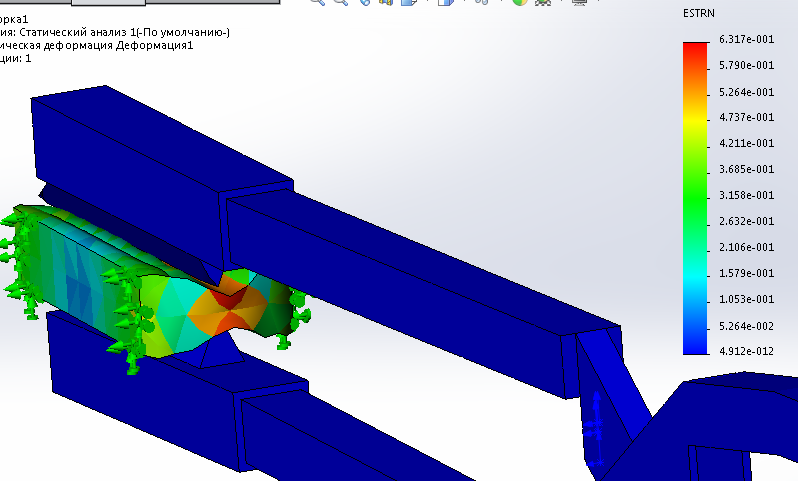 ия: Статический анализ 1(-По умолчанию-)
ическая деформация Деформация1
ции: 1
ESTRN
6.317e-001
5.790e-001
5.264e-001
4.737e-001
4.211e-001
3.685e-001
3.158e-001
2.632e-001
2.106e-001
1.579e-001
1.053e-001
5.264e-002
4.912e-012